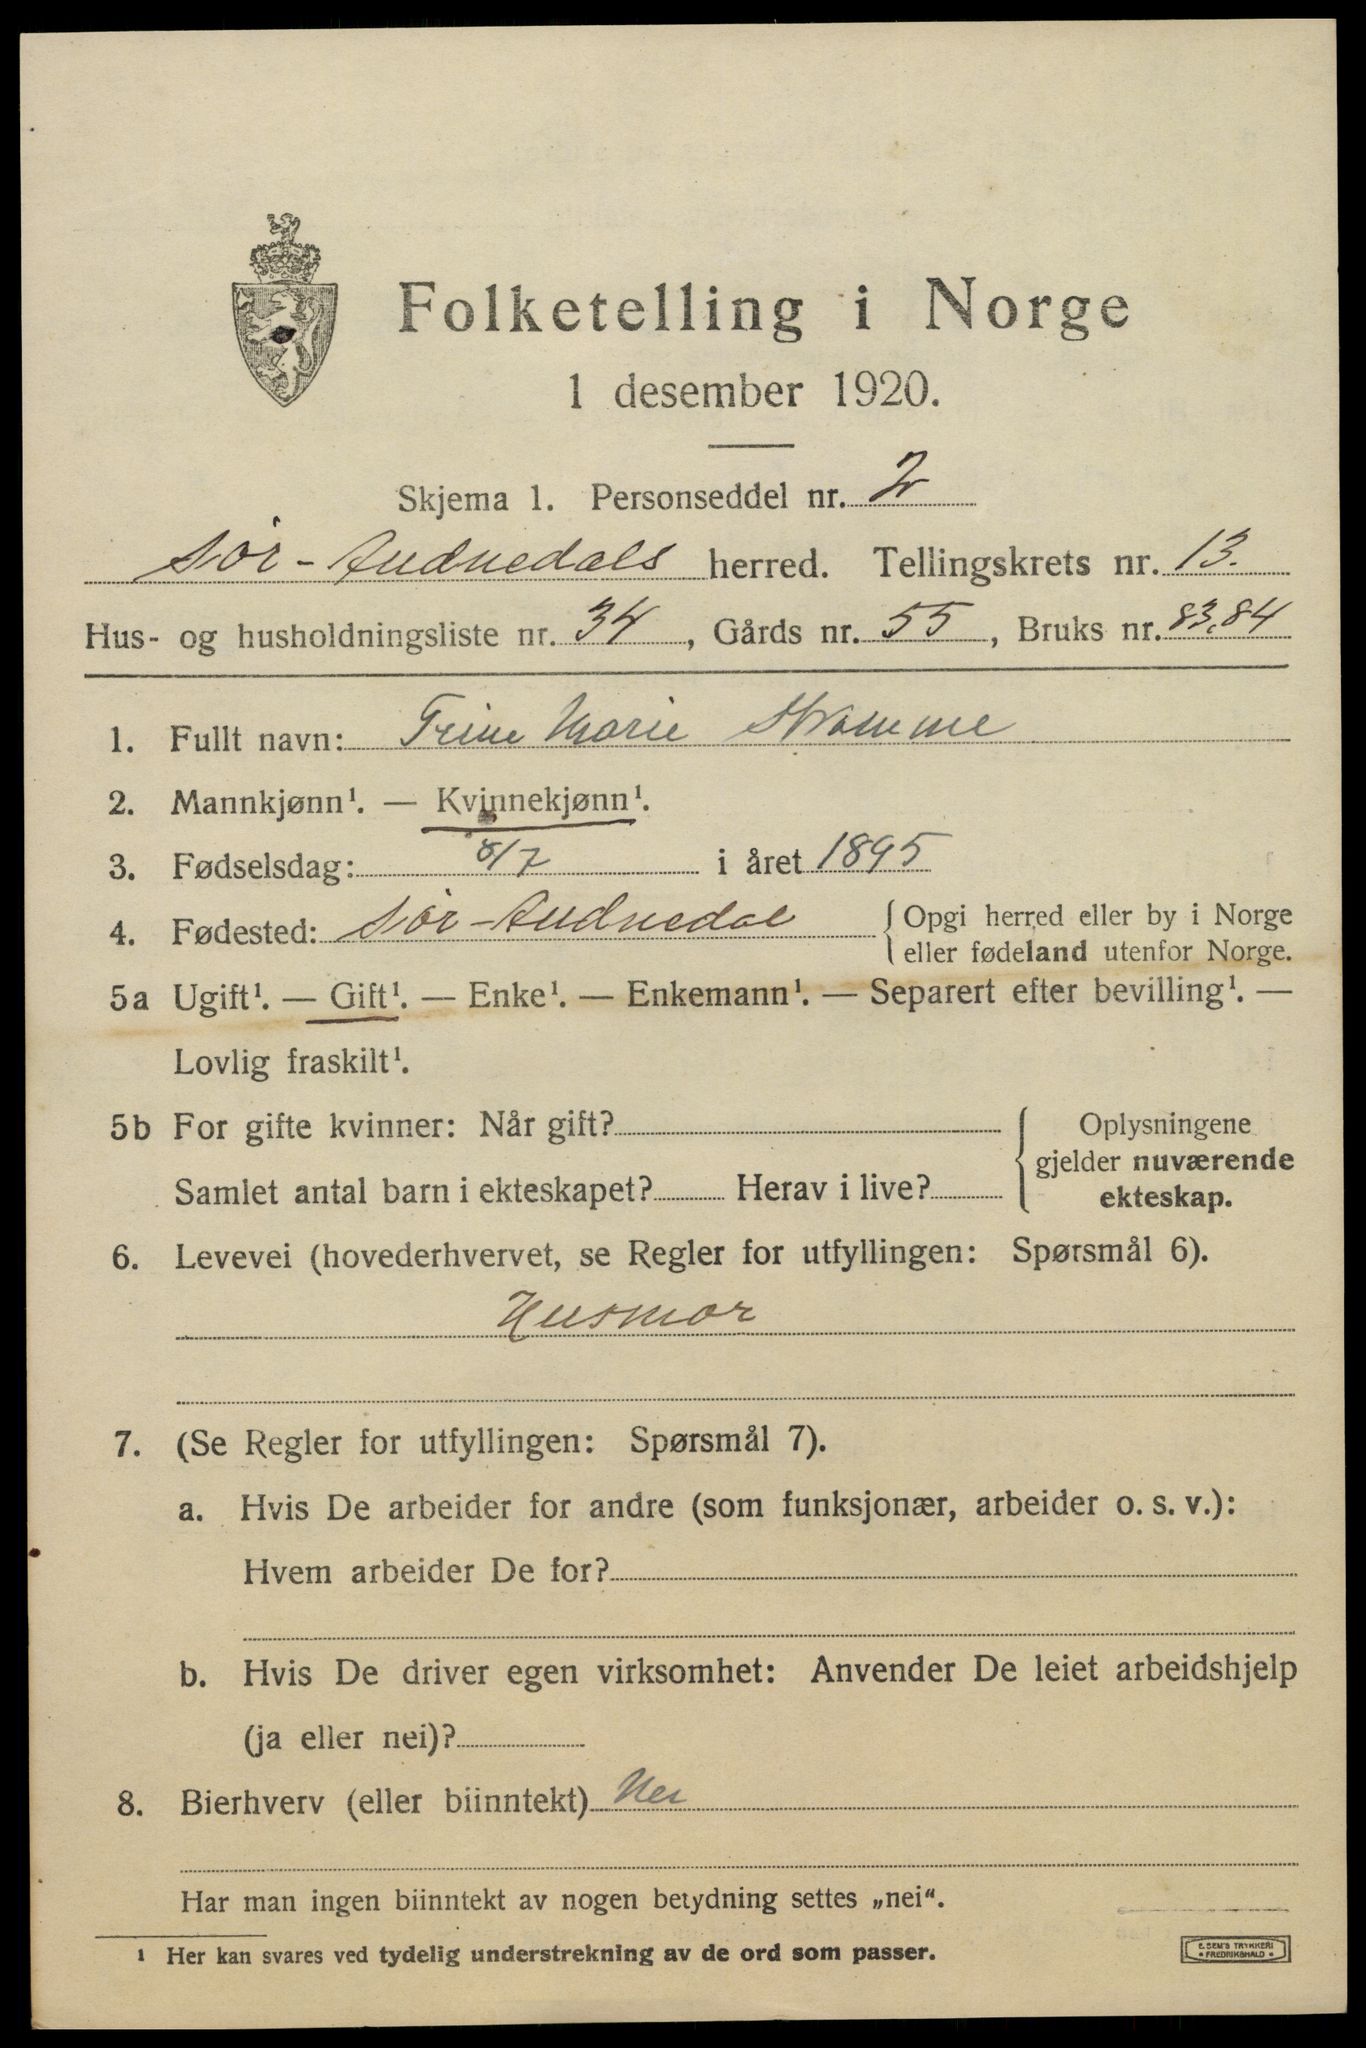 Folketelling i Norge
1 desember 1920.
Skjema 1. Personseddel nr. 2
Sør-Audnedals herred. Tellingskrets nr. 13.
Hus- og husholdningsliste nr. 34, Gårds nr. 55, Bruks nr. 83,84
1. Fullt navn: Trine Marie Stramme
2. Mannkjønn¹. — Kvinnekjønn¹.
3. Fødselsdag: 8/7 i året 1895
4. Fødested: Sør-Audnedal { Opgi herred eller by i Norge
eller fødeland utenfor Norge.
5a Ugift¹. — Gift¹. — Enke¹. — Enkemann¹. — Separert efter bevilling¹. —
Lovlig fraskilt¹.
5b For gifte kvinner: Når gift? { Oplysningene
gjelder nuværende
Samlet antal barn i ekteskapet? Herav i live?
ekteskap.
6. Levevei (hovederhvervet, se Regler for utfyllingen: Spørsmål 6).
Husmor
7. (Se Regler for utfyllingen: Spørsmål 7).
a. Hvis De arbeider for andre (som funksjonær, arbeider o. s. v.):
Hvem arbeider De for?
b. Hvis De driver egen virksomhet: Anvender De leiet arbeidshjelp
(ja eller nei)?
8. Bierhverv (eller biinntekt) Nei
Har man ingen biinntekt av nogen betydning settes „nei“.
¹ Her kan svares ved tydelig understrekning av de ord som passer.
E. SEM'S TRYKKERI
FREDRIKSHALD